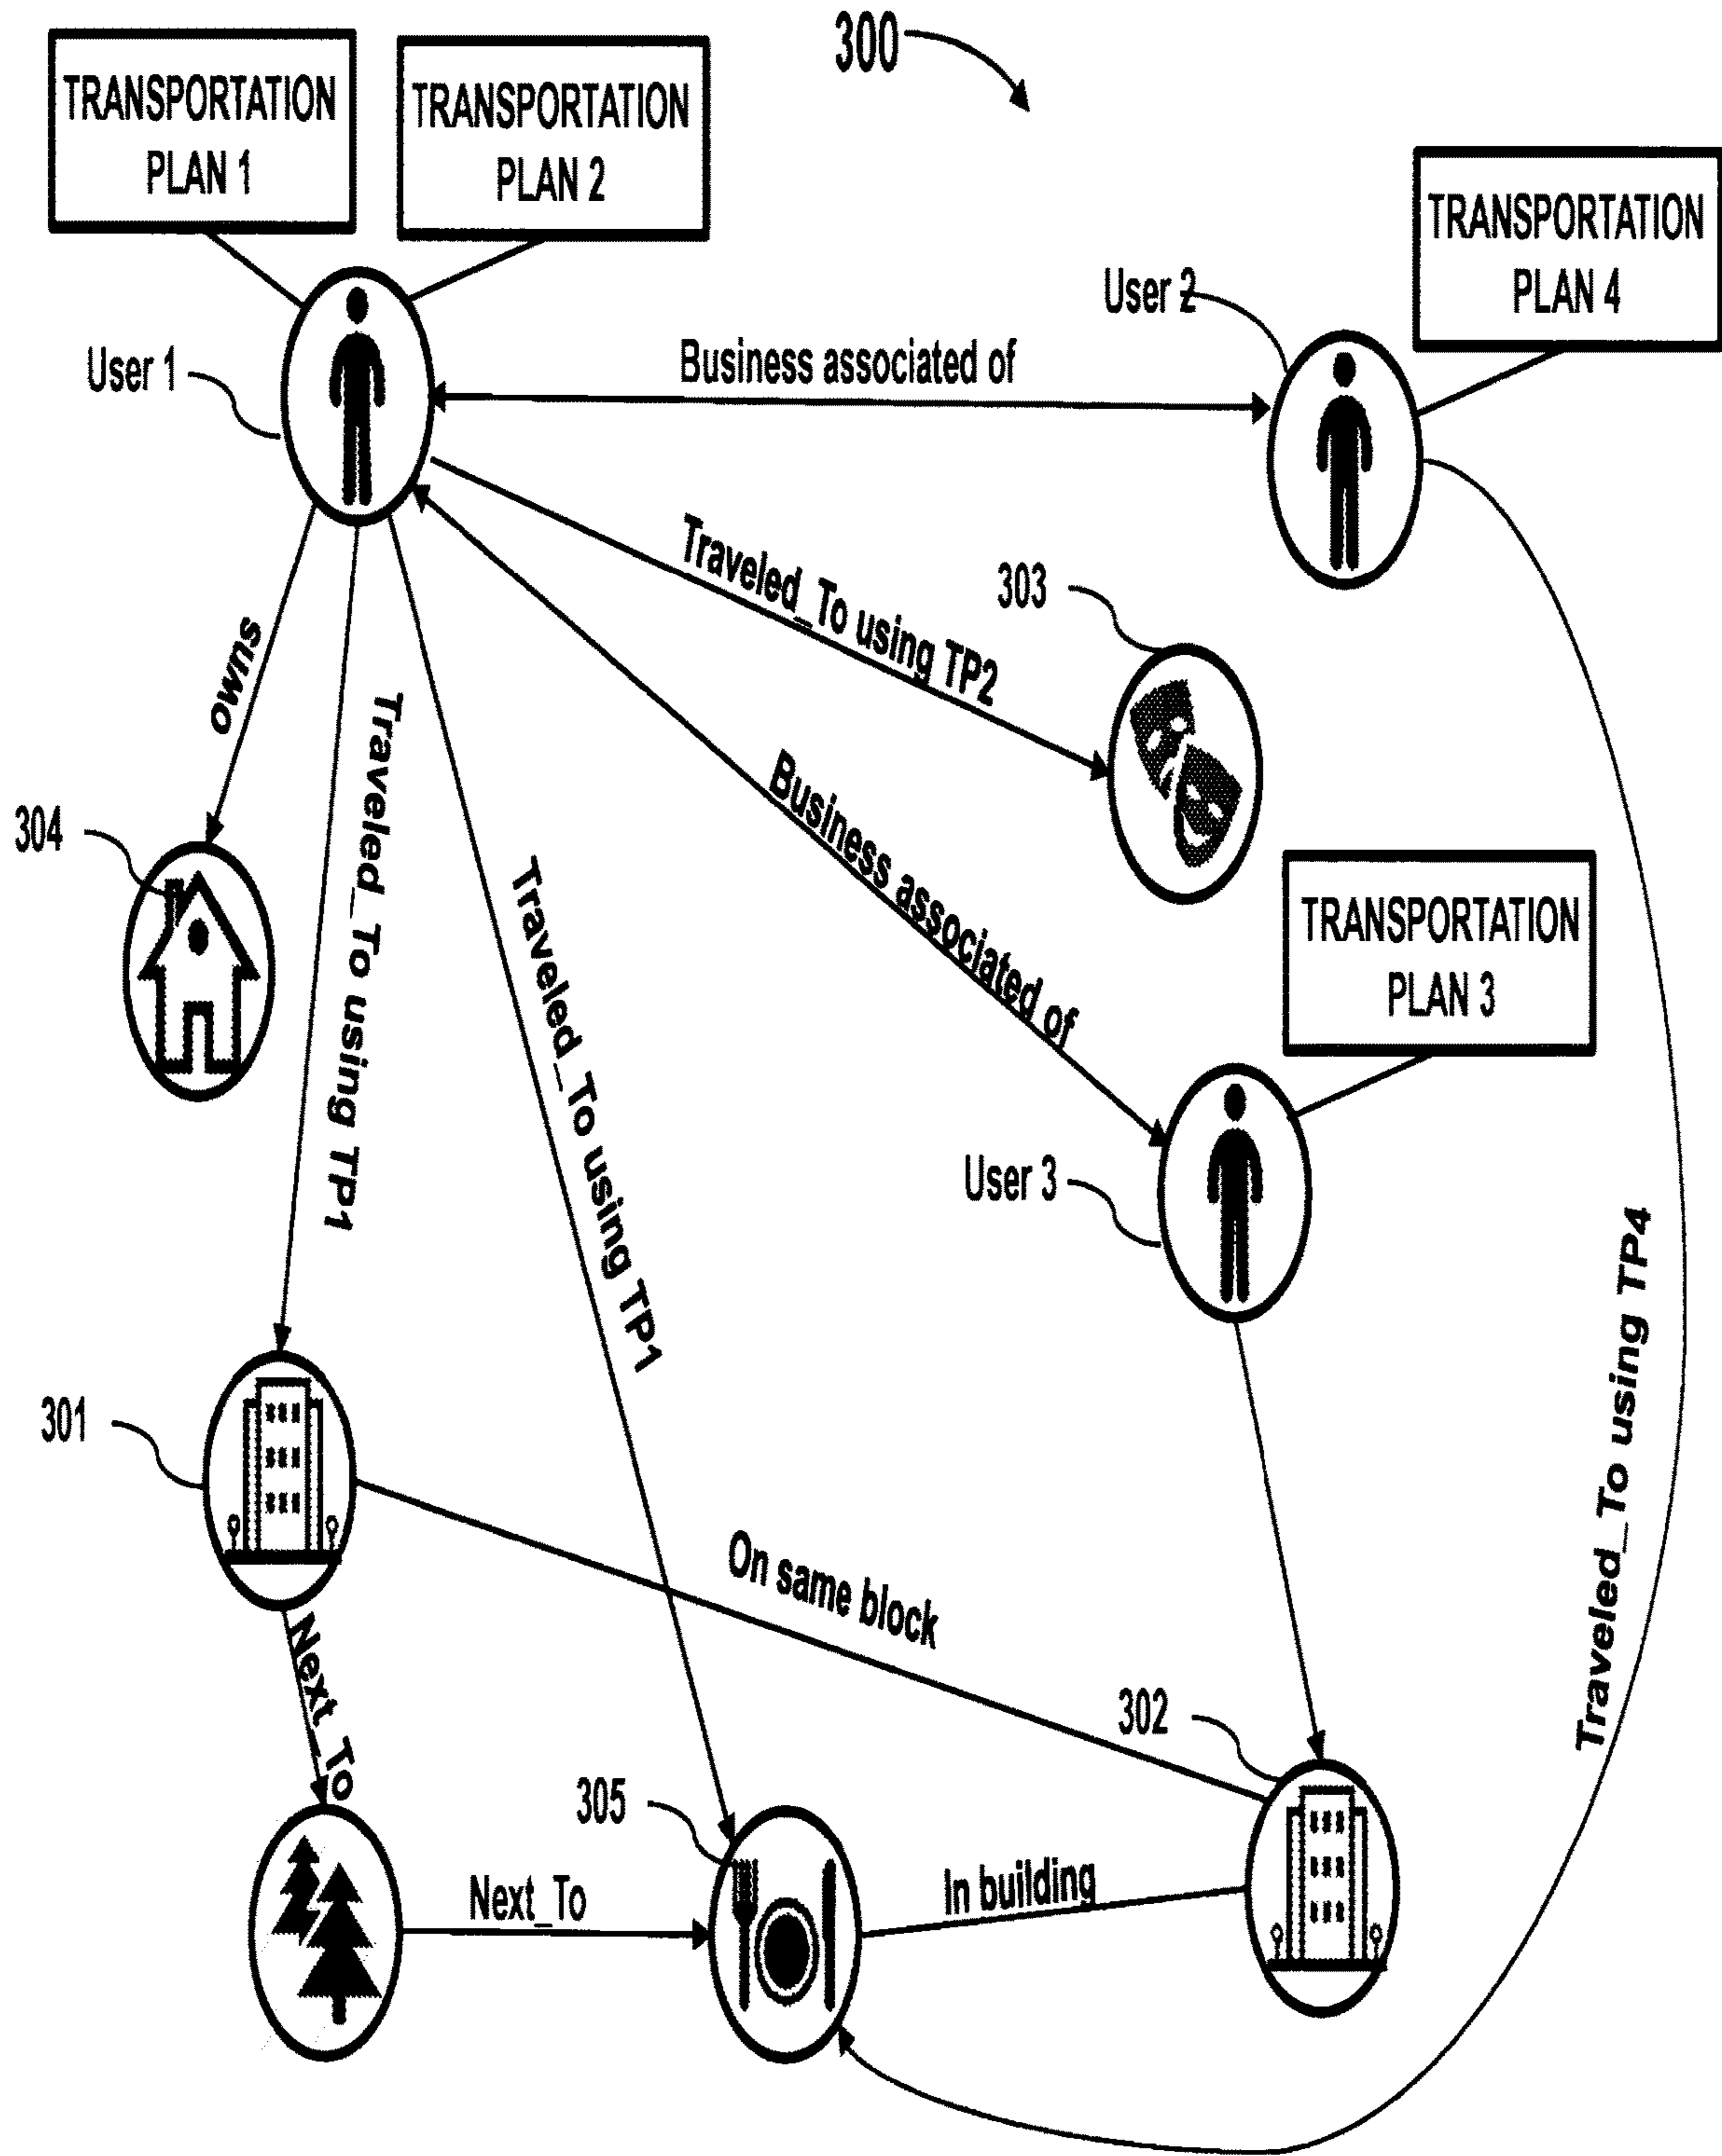 300
TRANSPORTATION
PLAN 1
TRANSPORTATION
PLAN 2
TRANSPORTATION
PLAN 4
User 2
User 1
Business associated of
Traveled_To using TP2
303
owns
Traveled_To using TP1
Business associated of
304
Traveled_To using TP1
TRANSPORTATION
PLAN 3
User 3
Traveled_To using TP4
301
On same block
Next_To
302
305
Next_To
In building